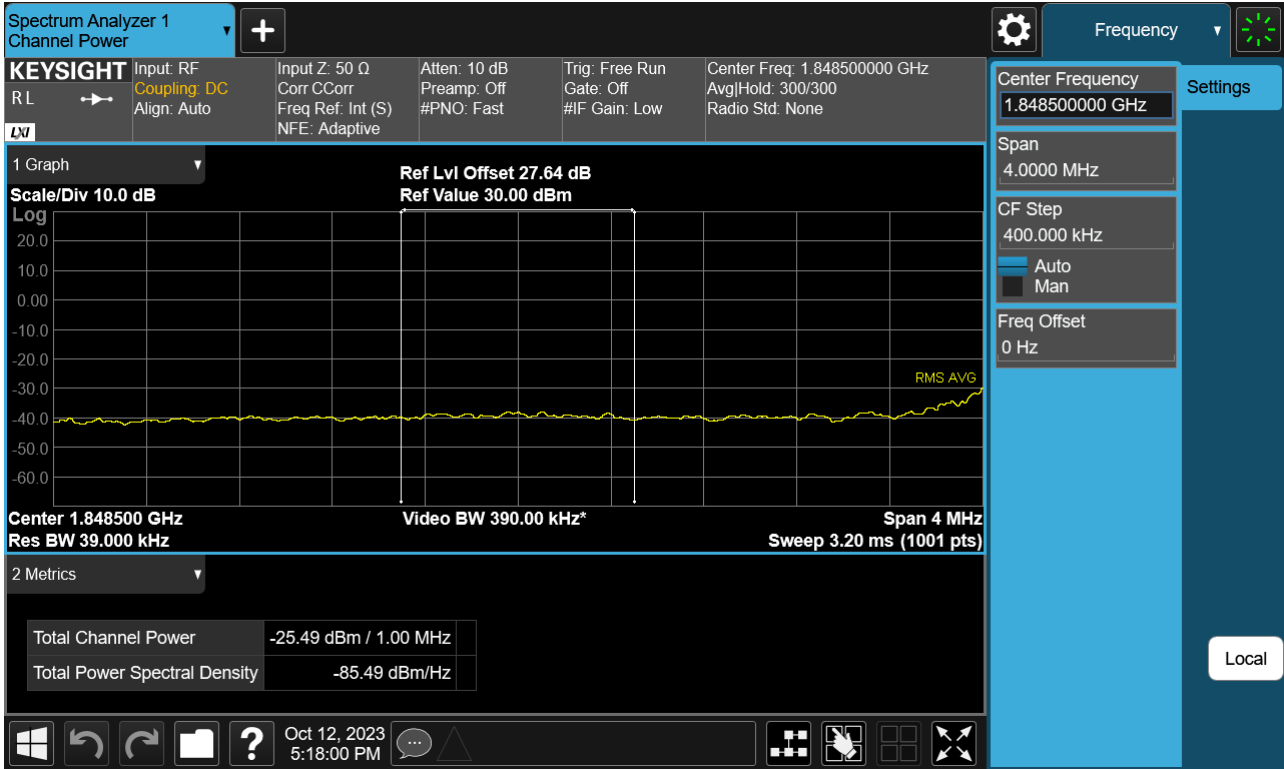 Spectrum Analyzer 1
Channel Power
Frequency
KEYSIGHT
R L
LXI
Input: RF
Coupling: DC
Align: Auto
Input Z: 50 Ω
Corr CCorr
Freq Ref: Int (S)
NFE: Adaptive
Atten: 10 dB
Preamp: Off
#PNO: Fast
Trig: Free Run
Gate: Off
#IF Gain: Low
Center Freq: 1.848500000 GHz
Avg|Hold: 300/300
Radio Std: None
1 Graph
Ref Lvl Offset 27.64 dB
Scale/Div 10.0 dB
Ref Value 30.00 dBm
Log
20.0
10.0
0.00
-10.0
-20.0
-30.0
-40.0
-50.0
-60.0
RMS AVG
Center 1.848500 GHz
Video BW 390.00 kHz*
Span 4 MHz
Res BW 39.000 kHz
Sweep 3.20 ms (1001 pts)
2 Metrics
Total Channel Power -25.49 dBm / 1.00 MHz
Total Power Spectral Density -85.49 dBm/Hz
Center Frequency
1.848500000 GHz
Span
4.0000 MHz
CF Step
400.000 kHz
Auto
Man
Freq Offset
0 Hz
Settings
Local
?
Oct 12, 2023
5:18:00 PM